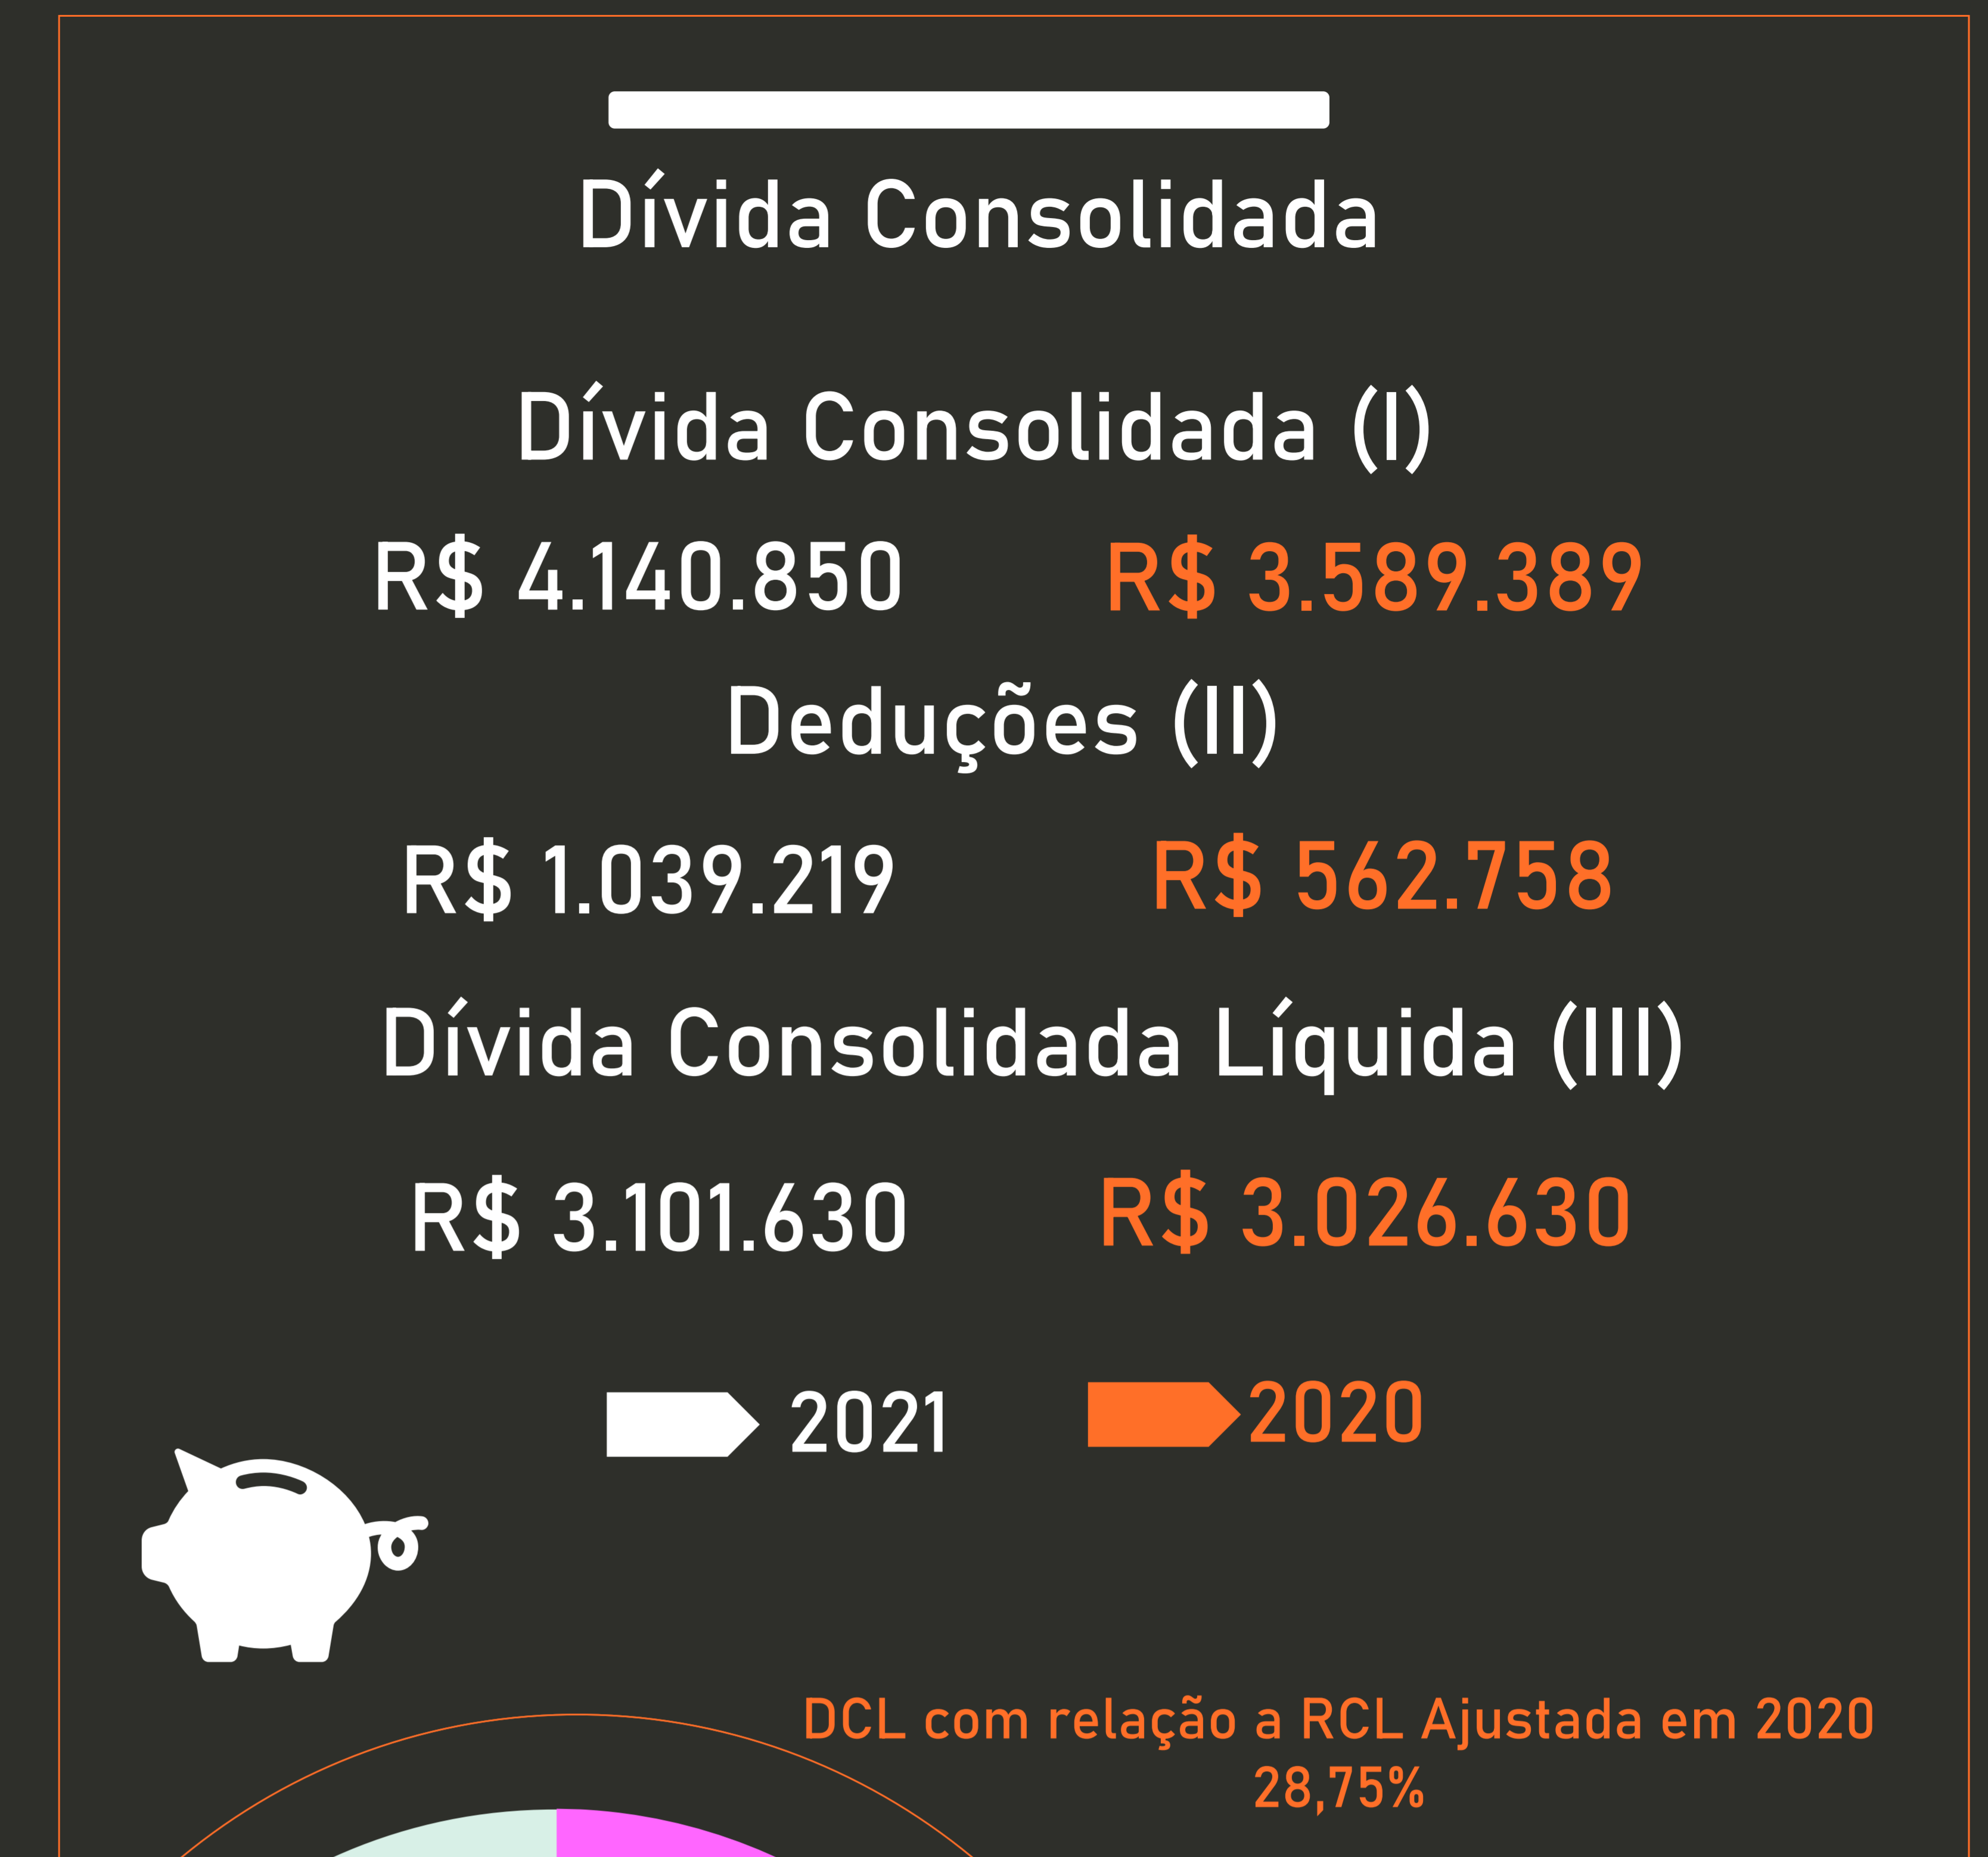 Dívida Consolidada
Dívida Consolidada (I)
R$ 4.140.850 R$ 3.589.389
Deduções (II)
R$ 1.039.219 R$ 562.758
Dívida Consolidada Líquida (III)
R$ 3.101.630 R$ 3.026.630
2021 2020
DCL com relação a RCL Ajustada em 2020
28,75%